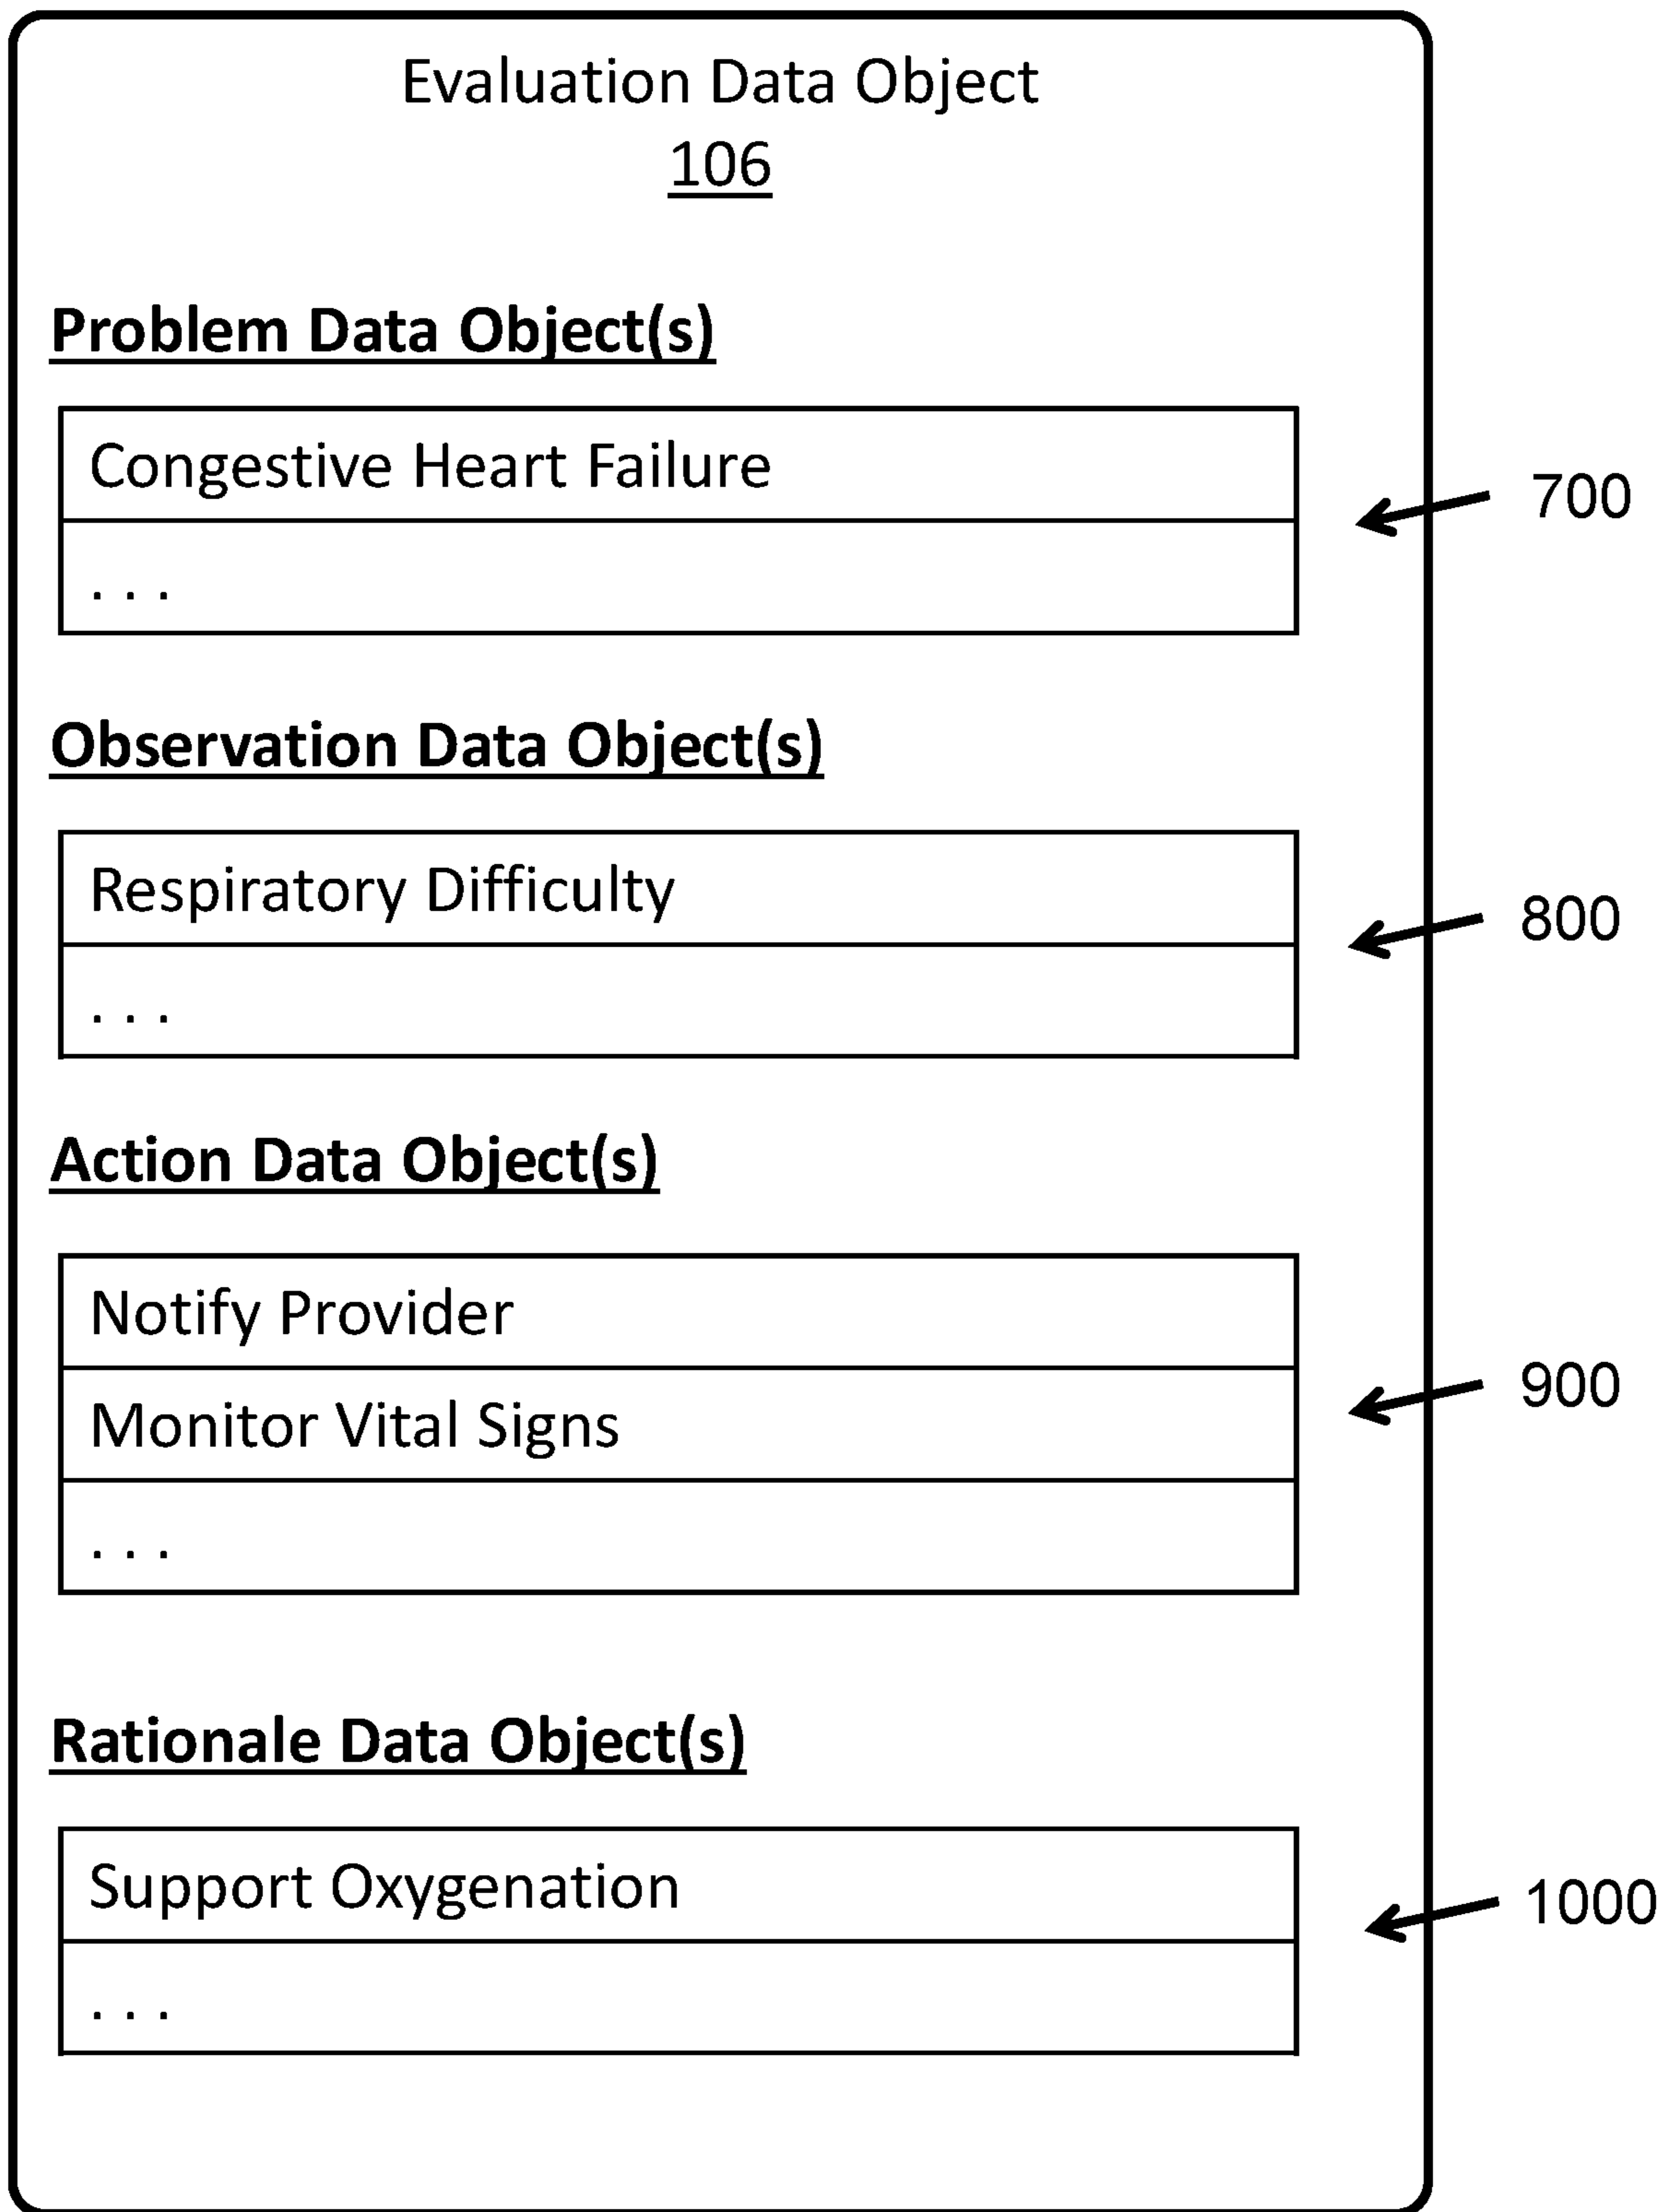 Evaluation Data Object
106
Problem Data Object(s)
Congestive Heart Failure
700
. . .
Observation Data Object(s)
Respiratory Difficulty
800
. . .
Action Data Object(s)
Notify Provider
900
Monitor Vital Signs
. . .
Rationale Data Object(s)
Support Oxygenation
1000
. . .